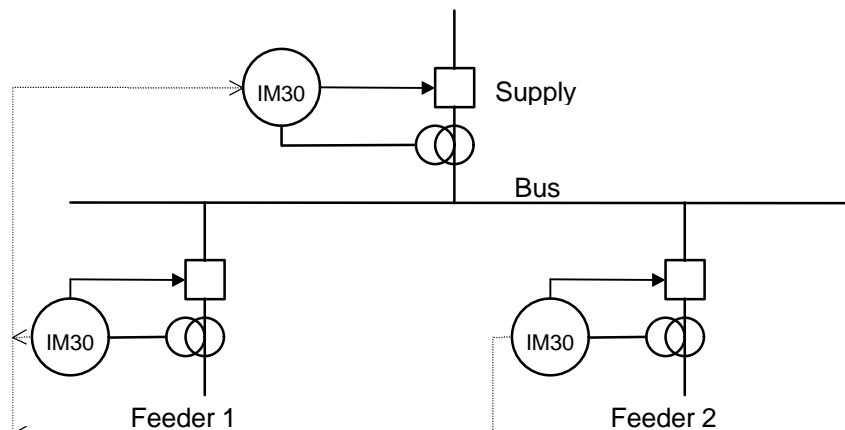 IM30
Supply
Bus
IM30
IM30
Feeder 1
Feeder 2